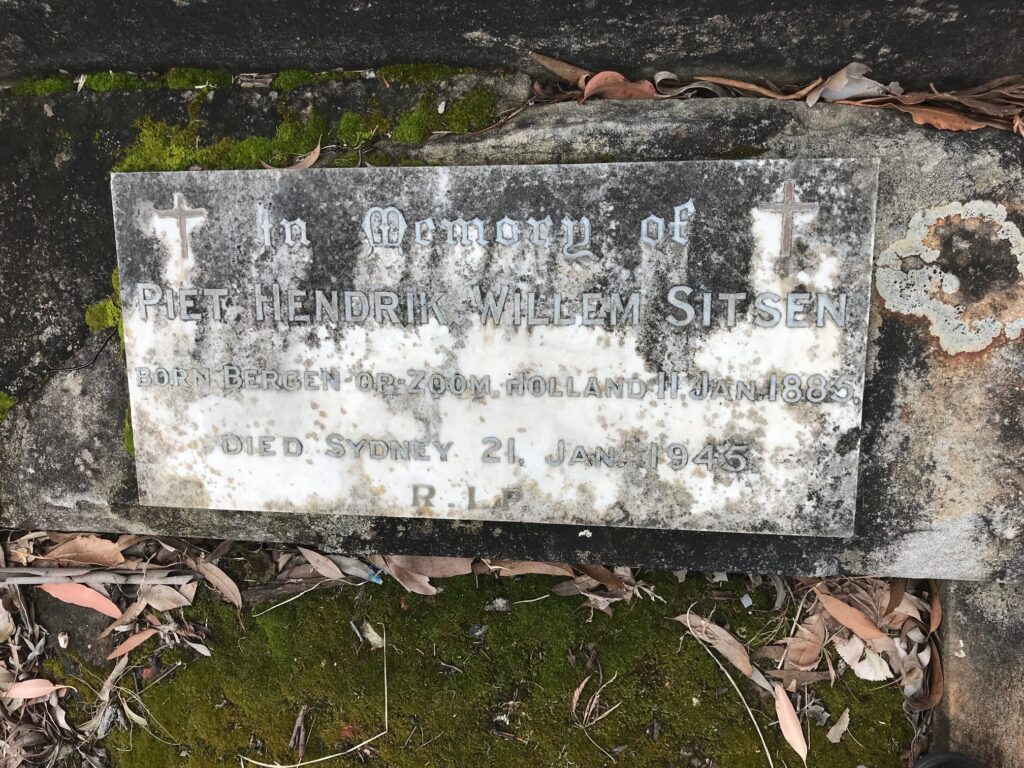 In Memory of
PIET HENDRIK WILLEM SITSEN
BORN BERGEN-OP-ZOOM, HOLLAND 11. JAN. 1885,
DIED SYDNEY 21, JAN. 1945
R.I.P.